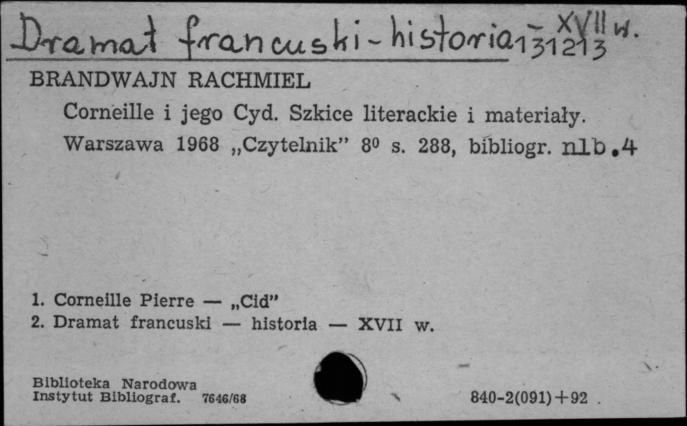 Dramat francuski - historia - XVII w.
131213
BRANDWAJN RACHMIEL
Corneille i jego Cyd. Szkice literackie i materiały.
Warszawa 1968 „Czytelnik” 8⁰ s. 288, bibliogr. nlb.4
1. Corneille Pierre — „Cid”
2. Dramat francuski — historia — XVII w.
Biblioteka Narodowa
Instytut Bibliograf. 7646/68
840-2(091)+92